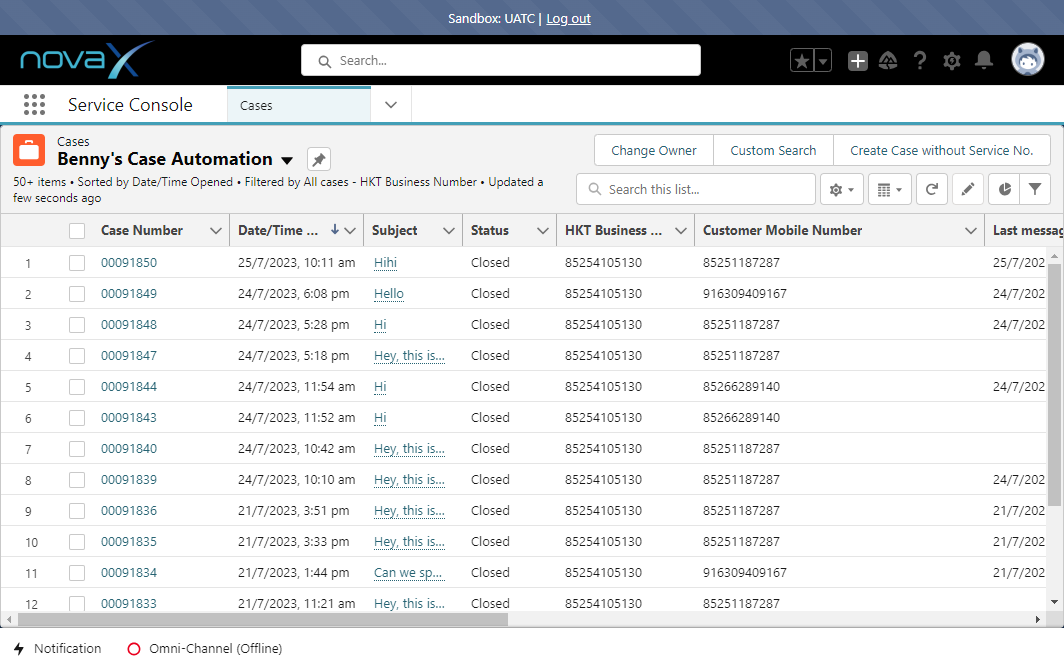 Sandbox: UATC | Log out
novax
Search...
Service Console
Cases
Cases
Benny's Case Automation
50+ items • Sorted by Date/Time Opened • Filtered by All cases - HKT Business Number • Updated a
few seconds ago
Change Owner Custom Search Create Case without Service No.
Search this list...
Case Number Date/Time ... Subject Status HKT Business ... Customer Mobile Number Last messag
1 00091850 25/7/2023, 10:11 am Hihi Closed 85254105130 85251187287 25/7/202
2 00091849 24/7/2023, 6:08 pm Hello Closed 85254105130 916309409167 24/7/202
3 00091848 24/7/2023, 5:28 pm Hi Closed 85254105130 85251187287 24/7/202
4 00091847 24/7/2023, 5:18 pm Hey, this is... Closed 85254105130 85251187287
5 00091844 24/7/2023, 11:54 am Hi Closed 85254105130 85266289140 24/7/202
6 00091843 24/7/2023, 11:52 am Hi Closed 85254105130 85266289140
7 00091840 24/7/2023, 10:42 am Hey, this is... Closed 85254105130 85251187287
8 00091839 24/7/2023, 10:10 am Hey, this is... Closed 85254105130 85251187287 24/7/202
9 00091836 21/7/2023, 3:51 pm Hey, this is... Closed 85254105130 85251187287 21/7/202
10 00091835 21/7/2023, 3:33 pm Hey, this is... Closed 85254105130 85251187287 21/7/202
11 00091834 21/7/2023, 1:44 pm Can we sp... Closed 85254105130 916309409167 21/7/202
12 00091833 21/7/2023, 11:21 am Hey, this is... Closed 85254105130 85251187287
Notification Omni-Channel (Offline)